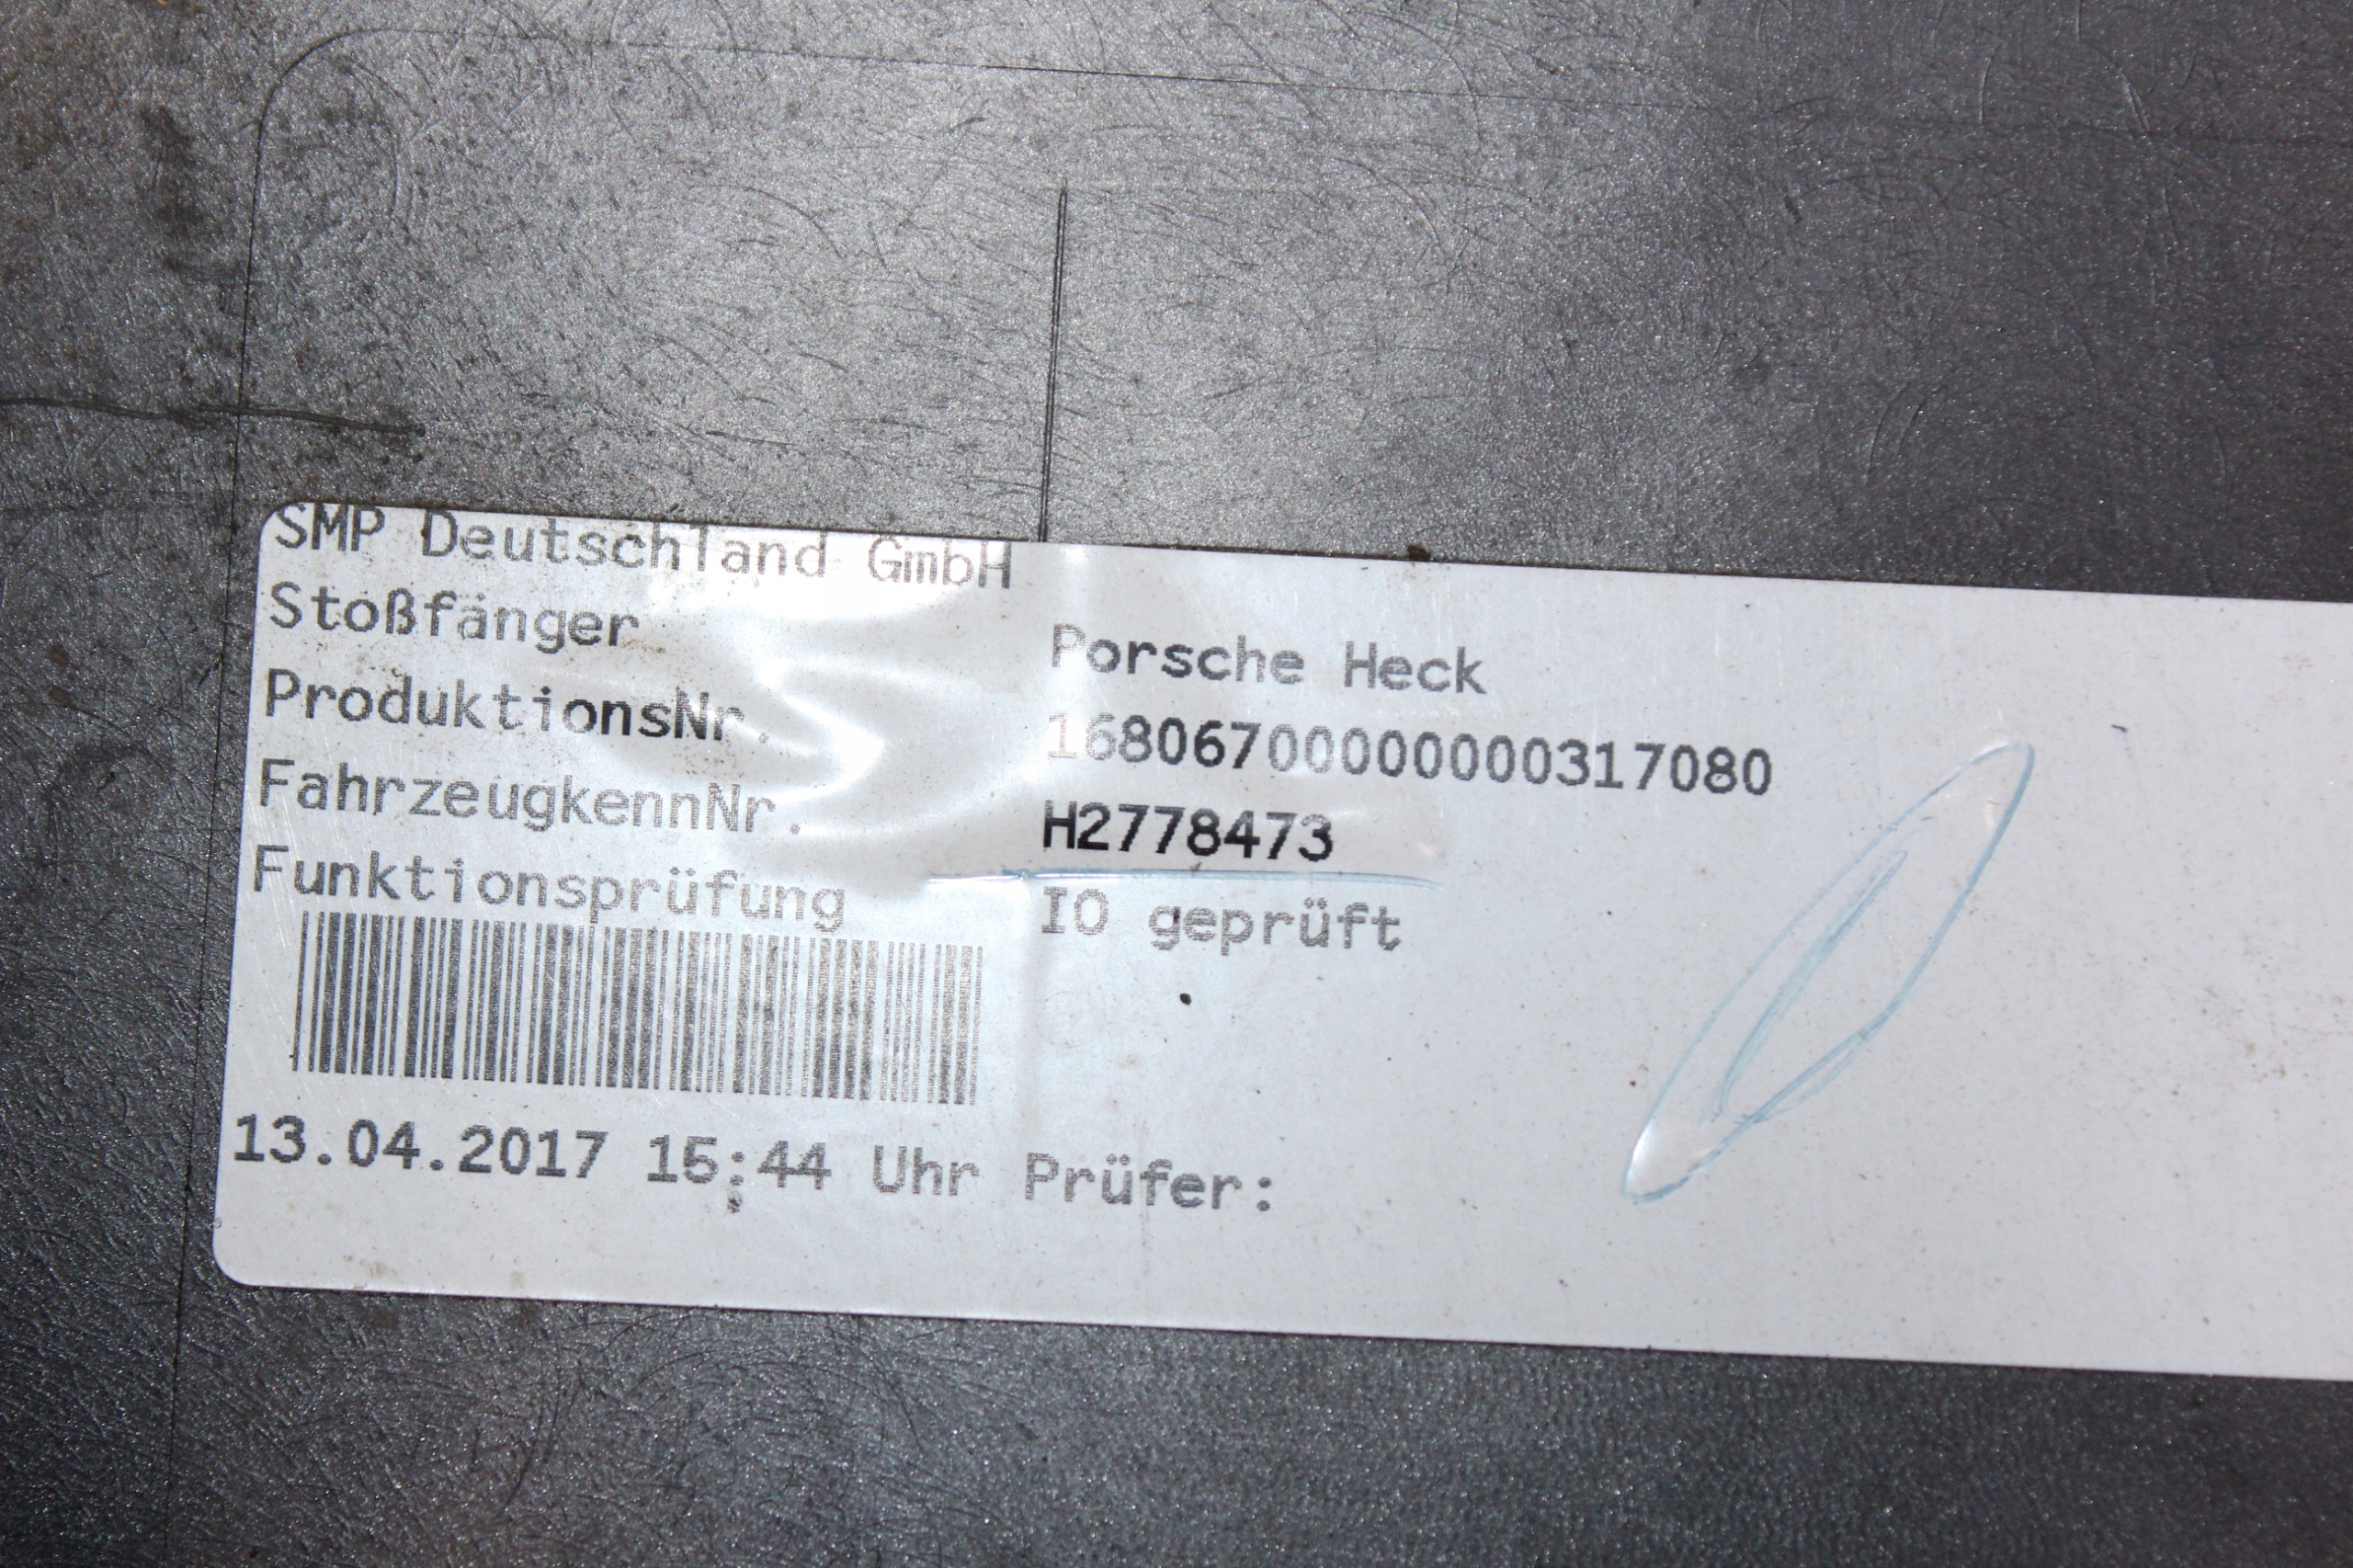 SMP Deutschland GmbH
Stoßfänger Porsche Heck
ProduktionsNr. 16806700000000317080
FahrzeugkennNr. H2778473
Funktionsprüfung IO geprüft
13.04.2017 15:44 Uhr Prüfer: